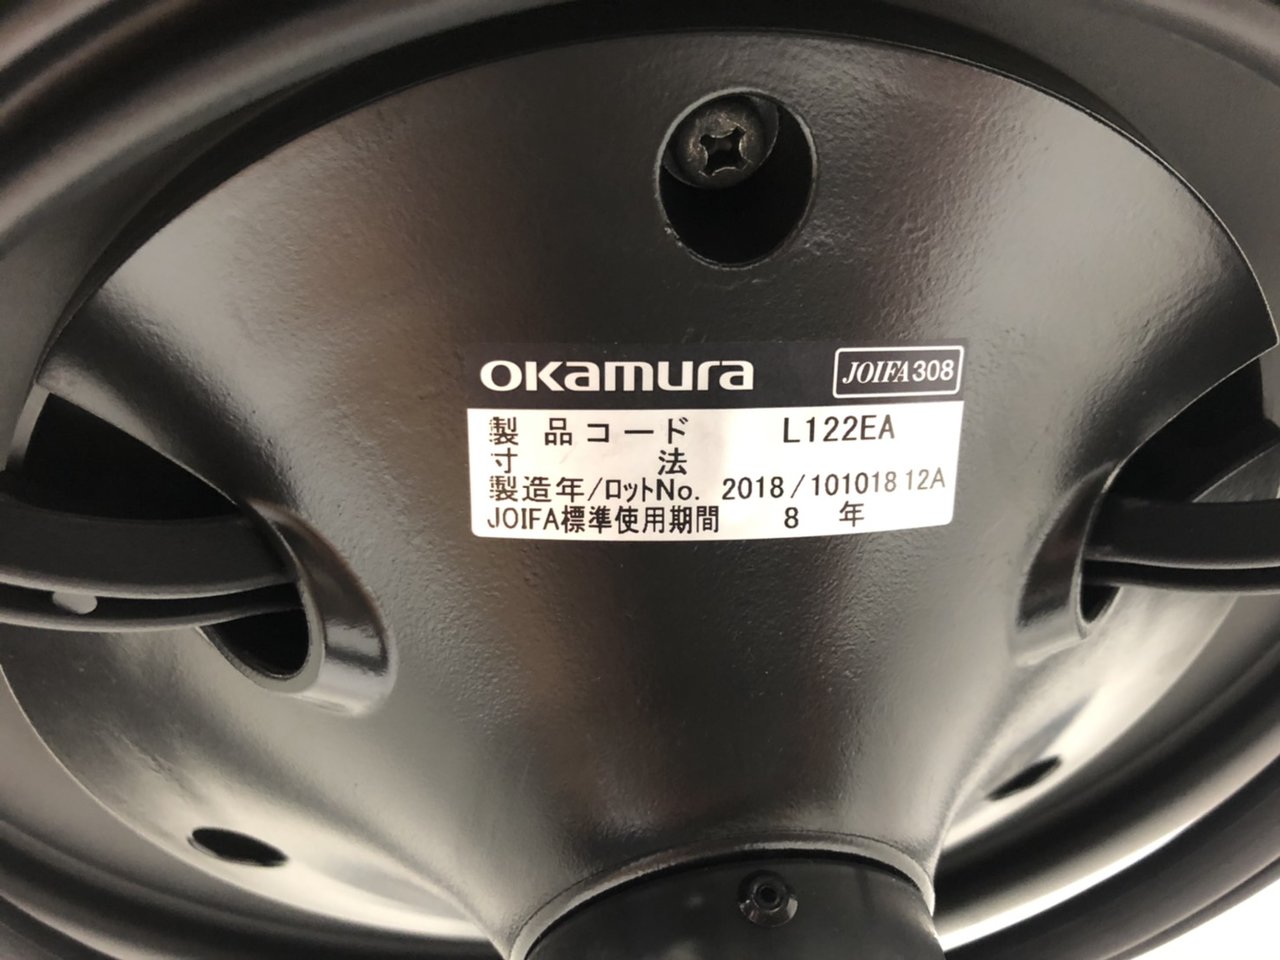 okamura JOIFA308
製品コード L122EA
寸法
製造年/ロットNo. 2018/101018 12A
JOIFA標準使用期間 8 年